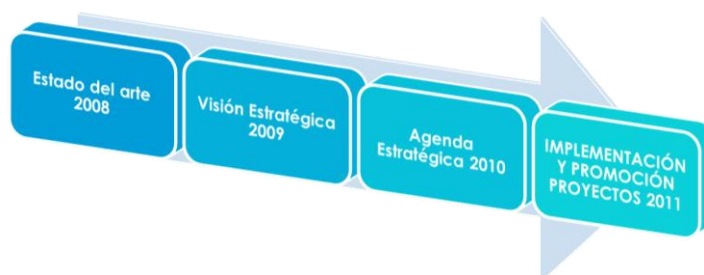 Estado del arte
2008
Visión Estratégica
2009
Agenda
Estratégica 2010
IMPLEMENTACIÓN
Y PROMOCIÓN
PROYECTOS 2011